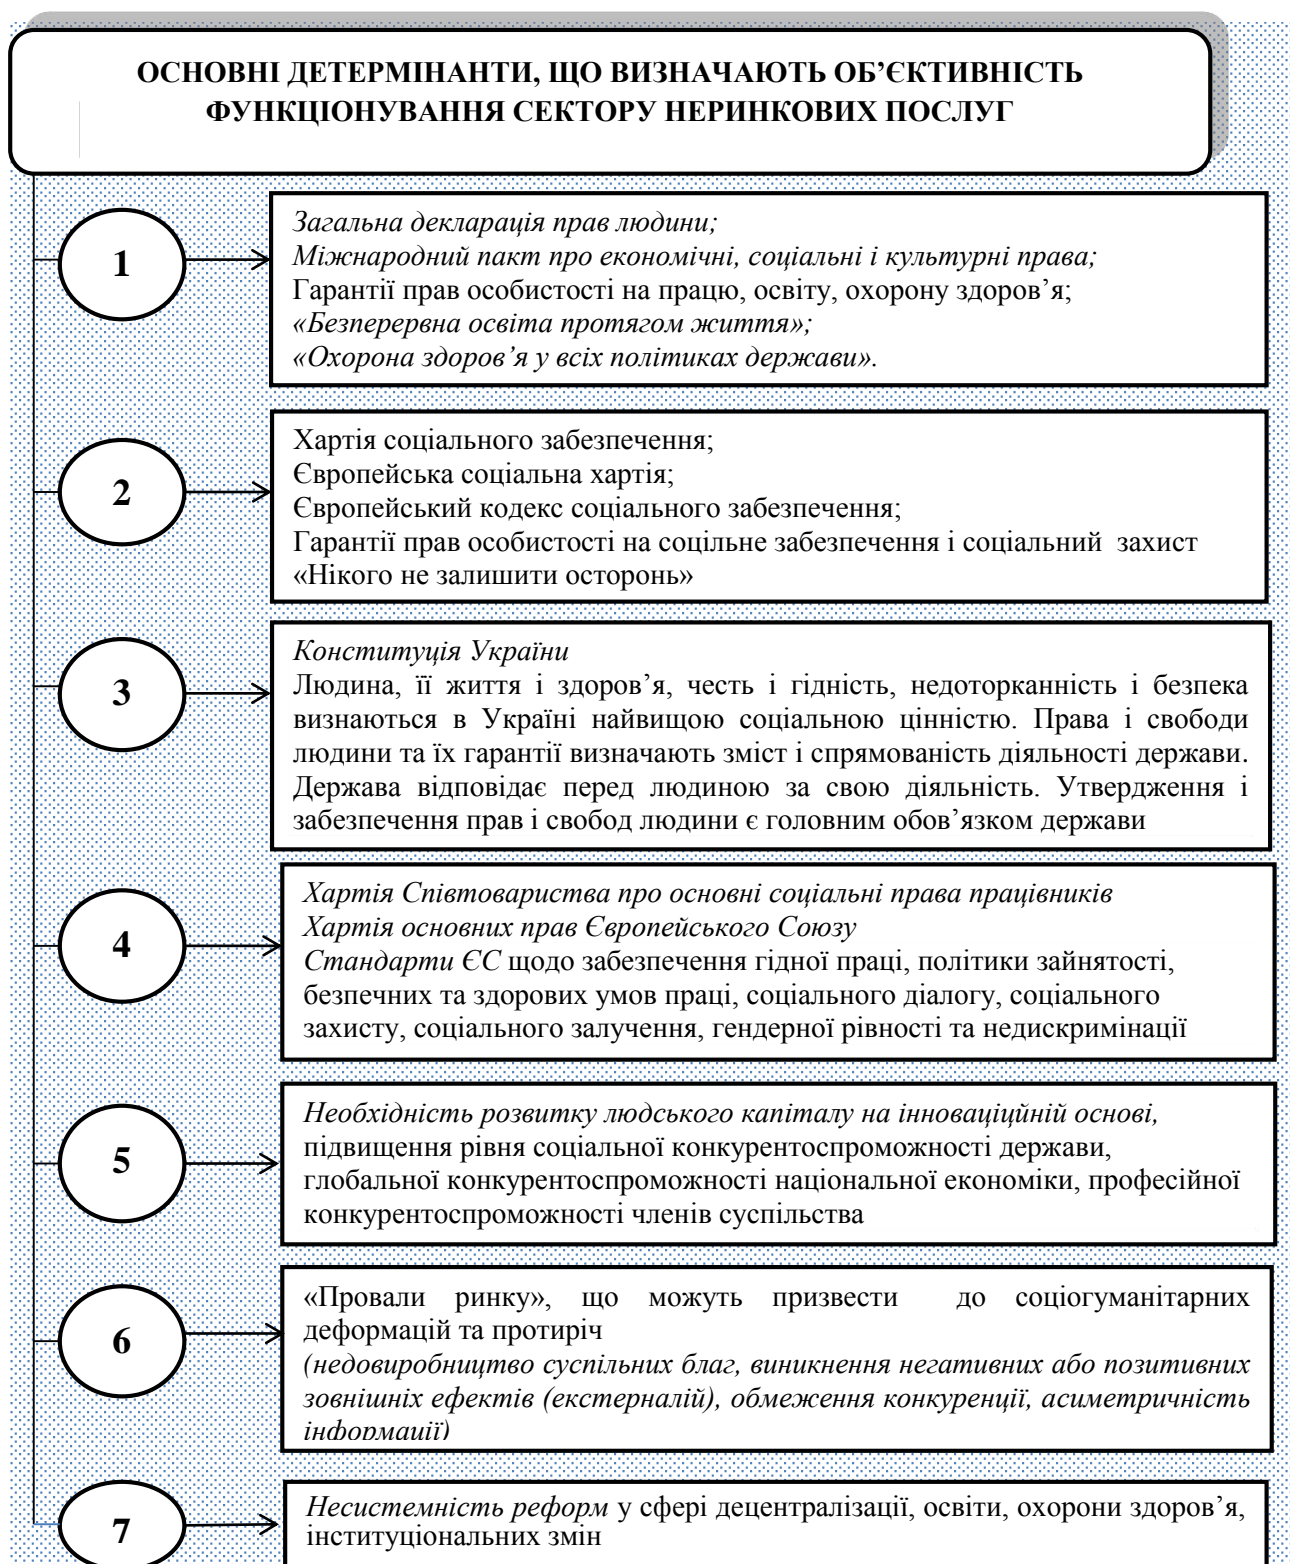 ОСНОВНІ ДЕТЕРМІНАНТИ, ЩО ВИЗНАЧАЮТЬ ОБ’ЄКТИВНІСТЬ
ФУНКЦІОНУВАННЯ СЕКТОРУ НЕРИНКОВИХ ПОСЛУГ
1
Загальна декларація прав людини;
Міжнародний пакт про економічні, соціальні і культурні права;
Гарантії прав особистості на працю, освіту, охорону здоров’я;
«Безперервна освіта протягом життя»;
«Охорона здоров’я у всіх політиках держави».
2
Хартія соціального забезпечення;
Європейська соціальна хартія;
Європейський кодекс соціального забезпечення;
Гарантії прав особистості на соцільне забезпечення і соціальний захист
«Нікого не залишити осторонь»
3
Конституція України
Людина, її життя і здоров’я, честь і гідність, недоторканність і безпека
визнаються в Україні найвищою соціальною цінністю. Права і свободи
людини та їх гарантії визначають зміст і спрямованість діяльності держави.
Держава відповідає перед людиною за свою діяльність. Утвердження і
забезпечення прав і свобод людини є головним обов’язком держави
4
Хартія Співтовариства про основні соціальні права працівників
Хартія основних прав Європейського Союзу
Стандарти ЄС щодо забезпечення гідної праці, політики зайнятості,
безпечних та здорових умов праці, соціального діалогу, соціального
захисту, соціального залучення, гендерної рівності та недискримінації
5
Необхідність розвитку людського капіталу на інноваціційній основі,
підвищення рівня соціальної конкурентоспроможності держави,
глобальної конкурентоспроможності національної економіки, професійної
конкурентоспроможності членів суспільства
6
«Провали ринку», що можуть призвести до соціогуманітарних
деформацій та протиріч
(недовиробництво суспільних благ, виникнення негативних або позитивних
зовнішніх ефектів (екстерналій), обмеження конкуренції, асиметричність
інформації)
7
Несистемність реформ у сфері децентралізації, освіти, охорони здоров’я,
інституціональних змін